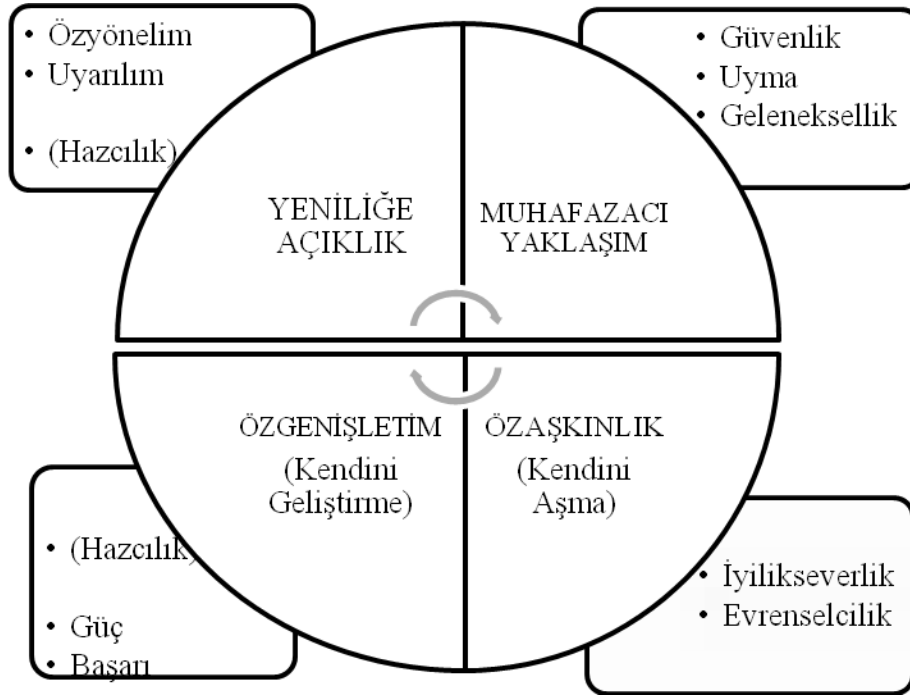 • Özyönelim
• Uyarılım
• (Hazcılık)
• Güvenlik
• Uyma
• Geleneksellik
YENİLİĞE
AÇIKLIK
MUHAFAZACI
YAKLAŞIM
ÖZGENİŞLETİM
(Kendini
Geliştirme)
ÖZAŞKINLIK
(Kendini
Aşma)
• (Hazcılık)
• Güç
• Başarı
• İyilikseverlik
• Evrenselcilik